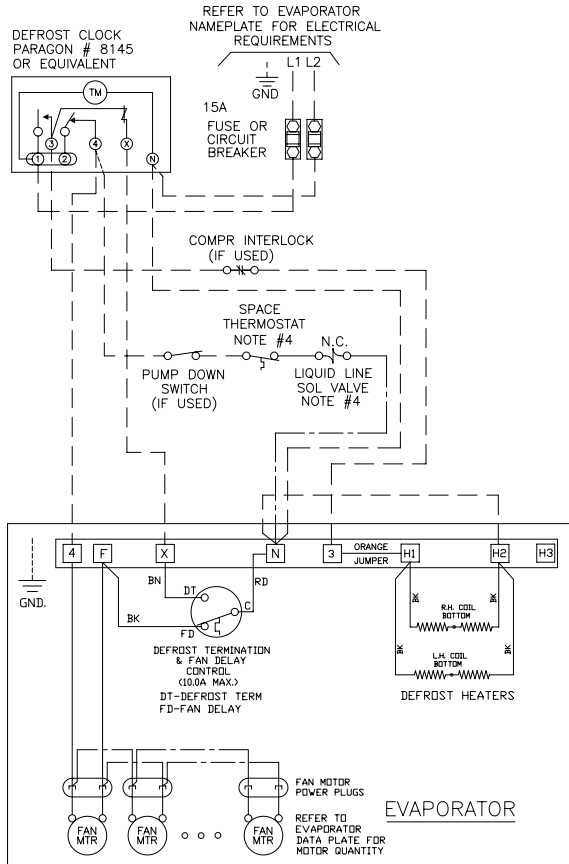 REFER TO EVAPORATOR
NAMEPLATE FOR ELECTRICAL
REQUIREMENTS
DEFROST CLOCK
PARAGON # 8145
OR EQUIVALENT
L1 L2
GND
TM
15A
FUSE OR
CIRCUIT
BREAKER
3
4
X
1
2
N
COMPR INTERLOCK
(IF USED)
SPACE
THERMOSTAT
NOTE #4
N.C.
PUMP DOWN
SWITCH
(IF USED)
LIQUID LINE
SOL VALVE
NOTE #4
4
F
X
N
3
ORANGE
JUMPER
H1
H2
H3
GND.
BN
DT
C
RD
BK
FD
BK
BK
R.H. COIL
BOTTOM
BK
BK
L.H. COIL
BOTTOM
DEFROST TERMINATION
& FAN DELAY
CONTROL
(10.0A MAX.)
DT-DEFROST TERM
FD-FAN DELAY
DEFROST HEATERS
FAN MOTOR
POWER PLUGS
EVAPORATOR
FAN
MTR
FAN
MTR
FAN
MTR
REFER TO
EVAPORATOR
DATA PLATE FOR
MOTOR QUANTITY